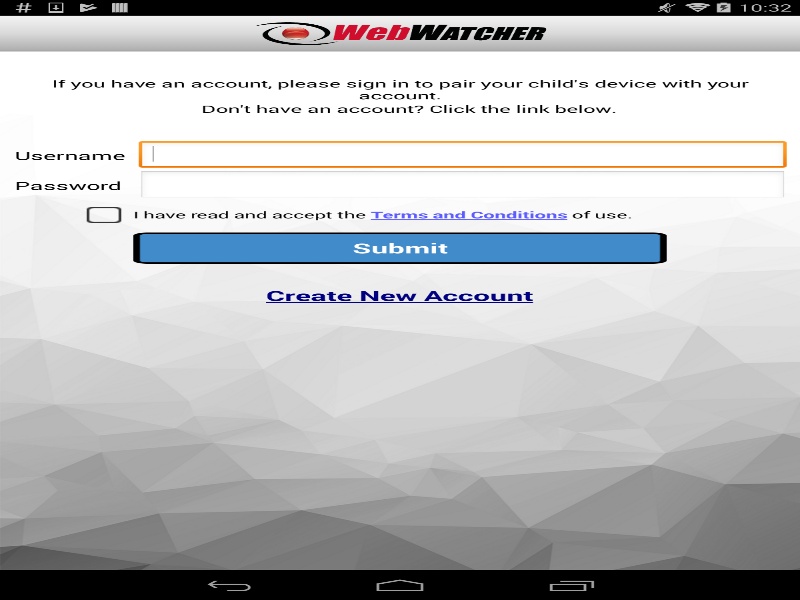 10:32
WebWatcher
If you have an account, please sign in to pair your child's device with your
account.
Don't have an account? Click the link below.
Username
Password
I have read and accept the Terms and Conditions of use.
Submit
Create New Account